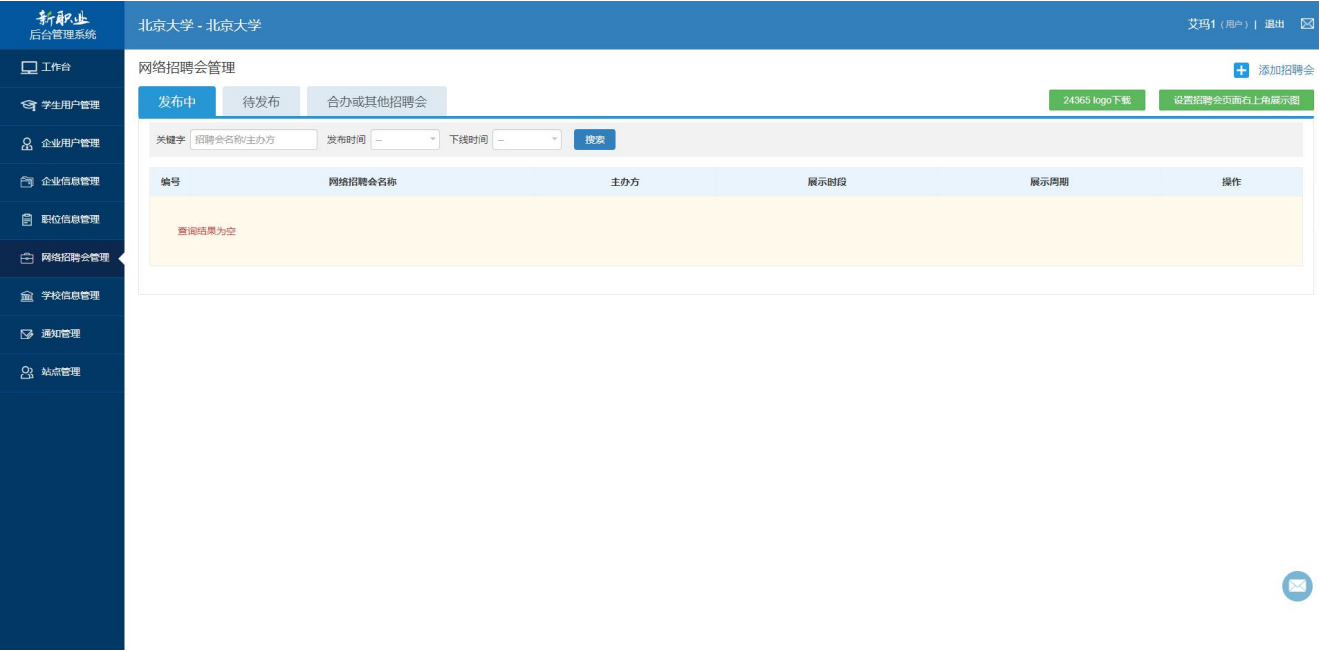 新职业
后台管理系统
北京大学 - 北京大学
艾玛1（用户）| 退出
工作台
学生用户管理
企业用户管理
企业信息管理
职位信息管理
网络招聘会管理
学校信息管理
通知管理
站点管理
网络招聘会管理
添加招聘会
发布中 待发布 合办或其他招聘会
24365 logo下载 设置招聘会页面右上角展示图
关键字 招聘会名称/主办方 发布时间 -- 下线时间 -- 搜索
编号 网络招聘会名称 主办方 展示时段 展示周期 操作
查询结果为空